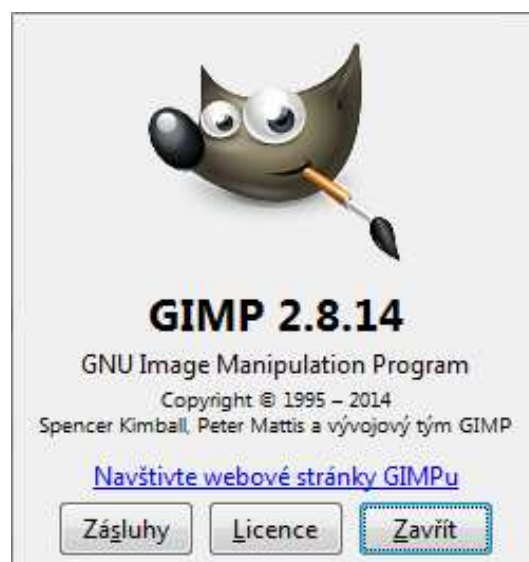 GIMP 2.8.14
GNU Image Manipulation Program
Copyright © 1995 – 2014
Spencer Kimball, Peter Mattis a vývojový tým GIMP
Navštivte webové stránky GIMPu
Zásluhy Licence Zavřít